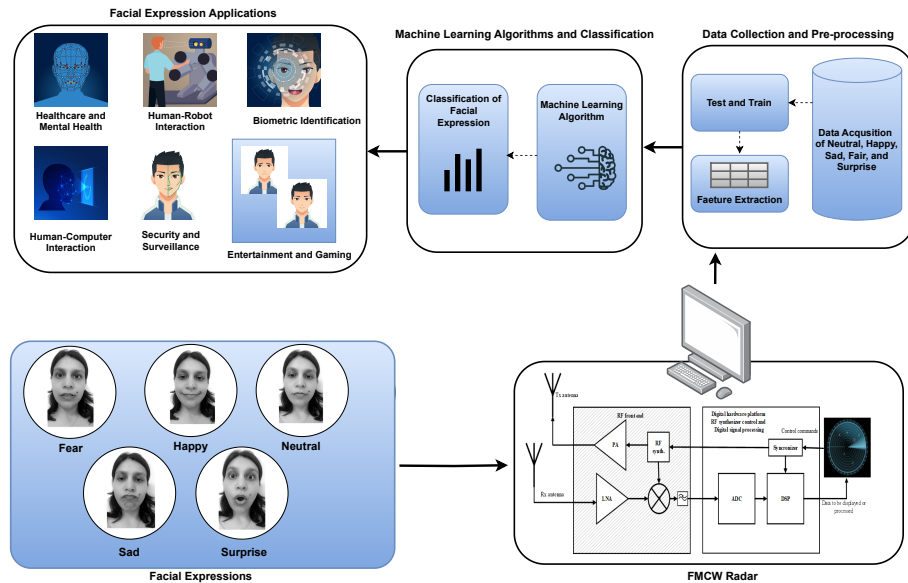 Facial Expression Applications
Healthcare and
Mental Health
Human-Robot
Interaction
Biometric Identification
Human-Computer
Interaction
Security and
Surveillance
Entertainment and Gaming
Machine Learning Algorithms and Classification
Classification of
Facial
Expression
Machine Learning
Algorithm
Data Collection and Pre-processing
Test and Train
Faeture Extraction
Data Acqusition
of Neutral, Happy,
Sad, Fair, and
Surprise
Fear
Happy
Neutral
Sad
Surprise
Facial Expressions
Tx antenna
Rx antenna
RF front end
PA
RF
synth.
LNA
Digital hardware platform
RF synthesizer control and
Digital signal processing
Control commands
Syncronizer
ADC
DSP
Data to be displayed or
processed
FMCW Radar